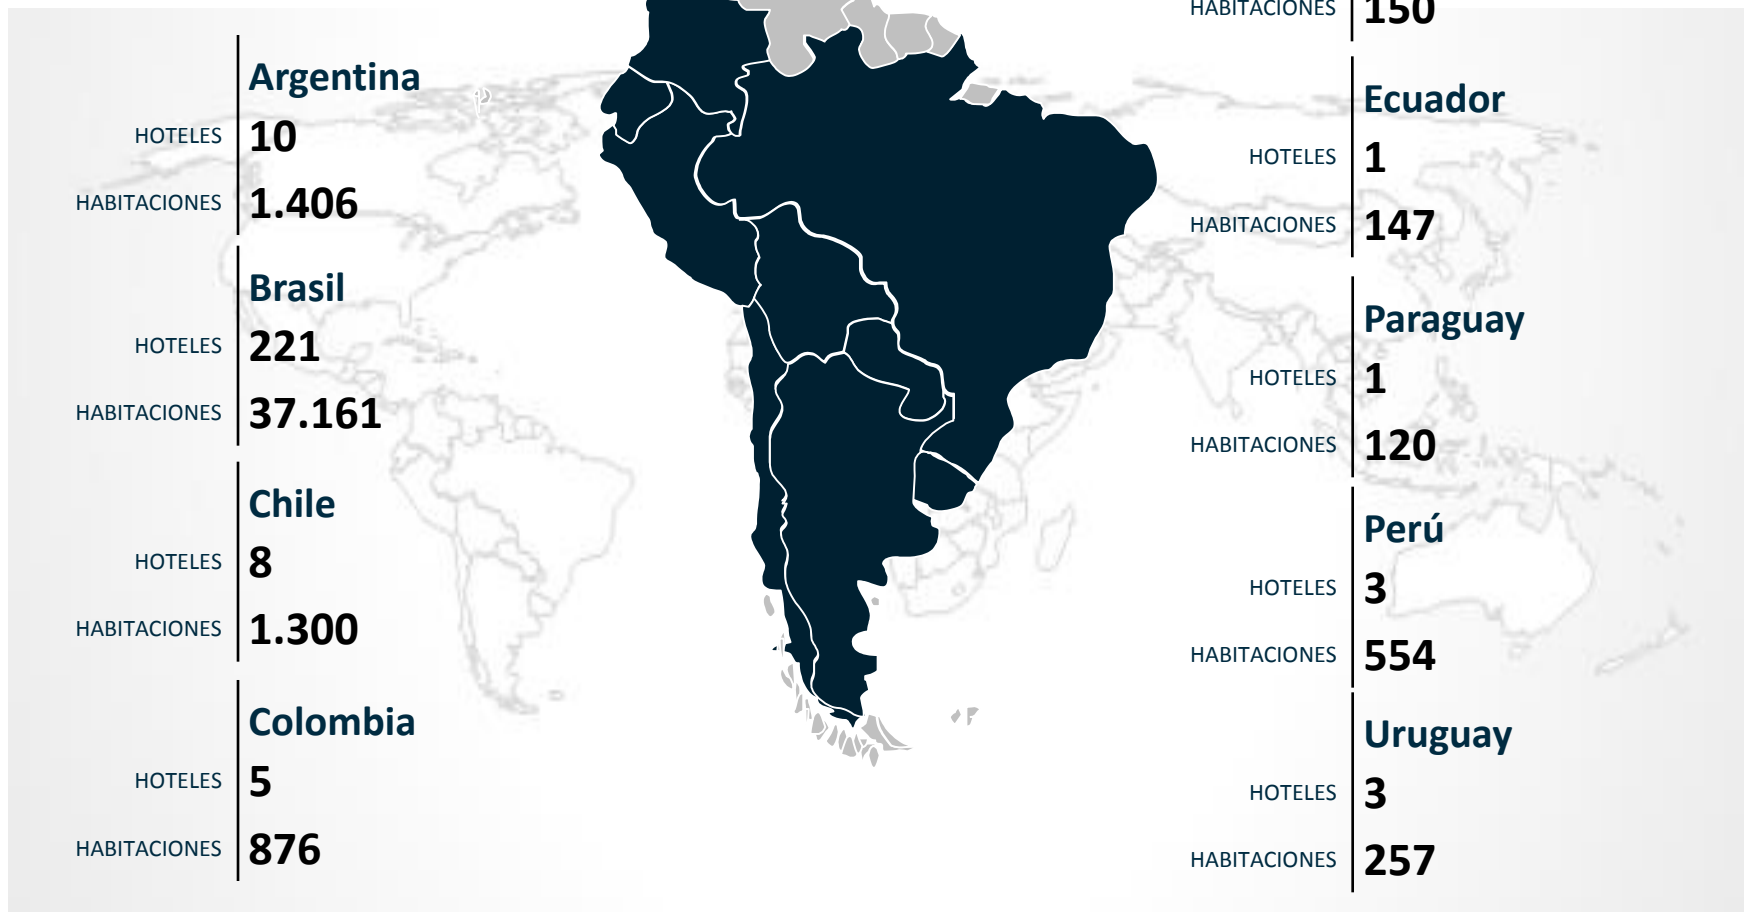 Argentina
HOTELES 10
HABITACIONES 1.406
Brasil
HOTELES 221
HABITACIONES 37.161
Chile
HOTELES 8
HABITACIONES 1.300
Colombia
HOTELES 5
HABITACIONES 876
HABITACIONES 150
Ecuador
HOTELES 1
HABITACIONES 147
Paraguay
HOTELES 1
HABITACIONES 120
Perú
HOTELES 3
HABITACIONES 554
Uruguay
HOTELES 3
HABITACIONES 257